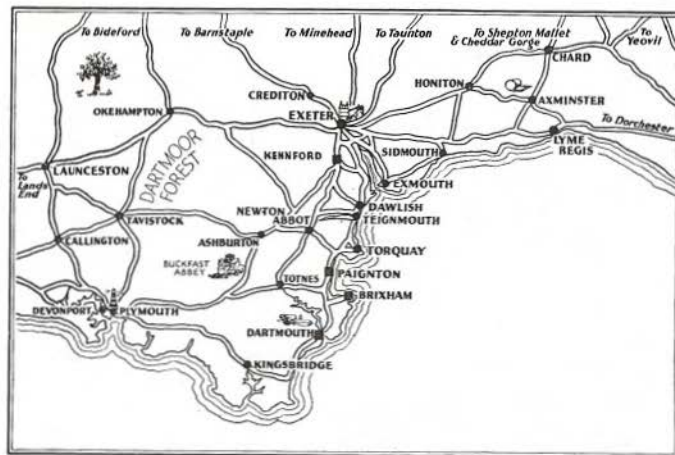 To Bideford
To Barnstaple
To Minehead
To Taunton
To Shepton Mallet
& Cheddar Gorge
To
Yeovil
CHARD
CREDITON
HONITON
OKEHAMPTON
EXETER
AXMINSTER
To Dorchester
LYME
REGIS
KENNFORD
SIDMOUTH
DARTMOOR
FOREST
LAUNCESTON
To
Lands
End
EXMOUTH
DAWLISH
TEIGNMOUTH
TAVISTOCK
NEWTON
ABBOT
ASHBURTON
CALLINGTON
TORQUAY
BUCKFAST
ABBEY
TOTNES
PAIGNTON
BRIXHAM
DEVONPORT
PLYMOUTH
DARTMOUTH
KINGSBRIDGE